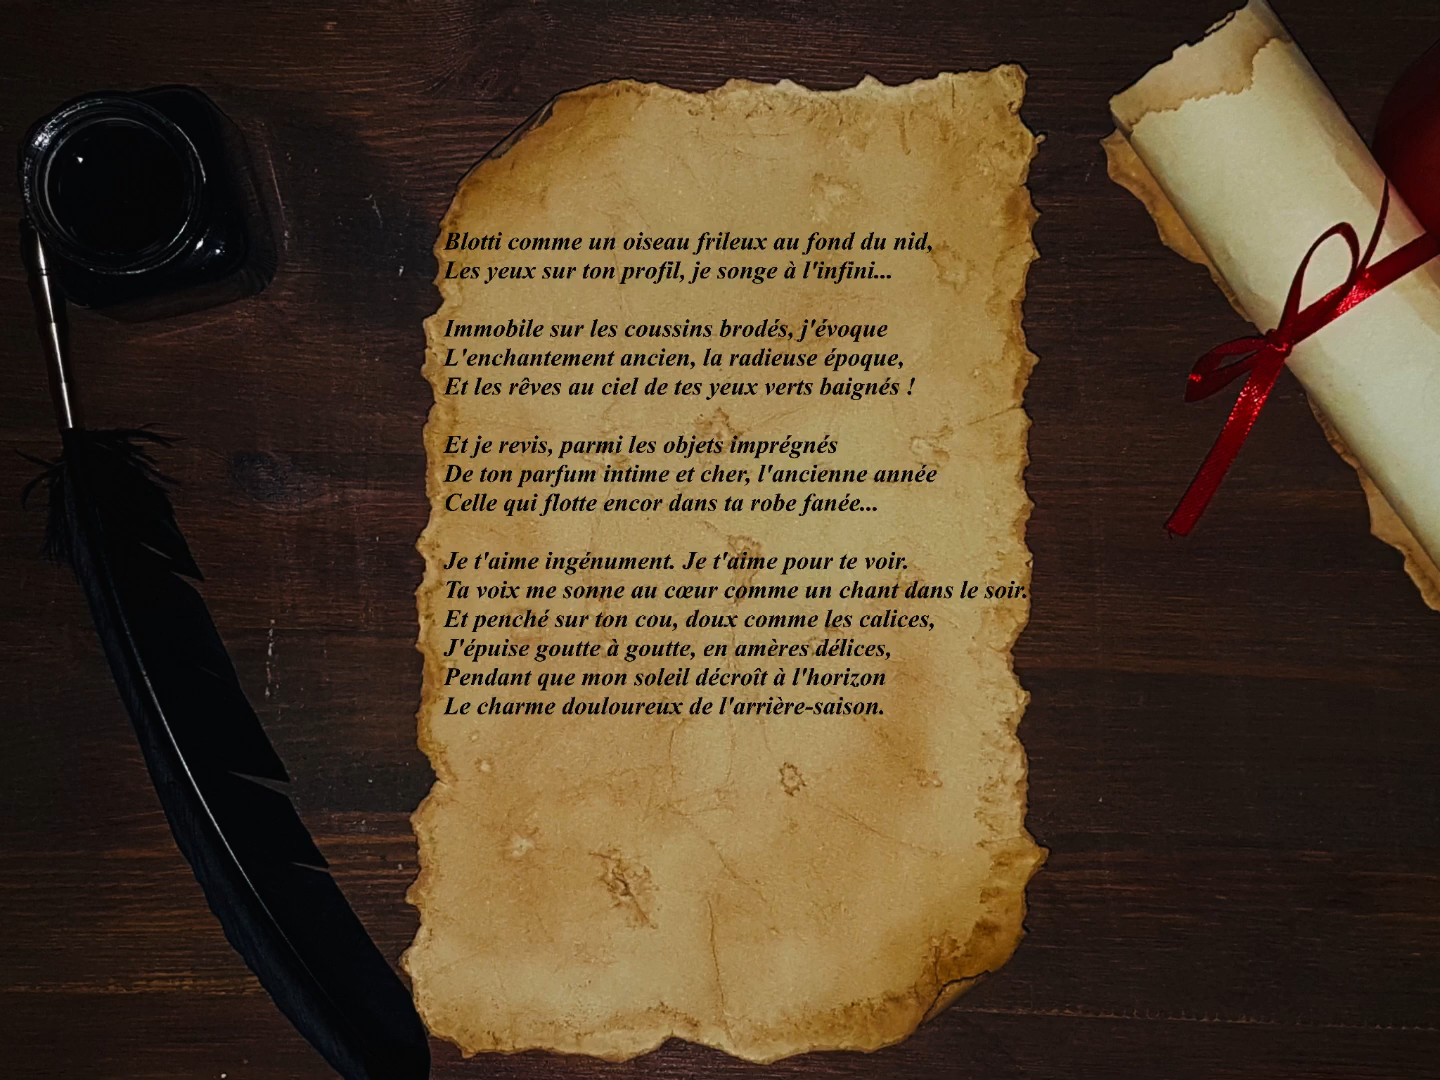 Blotti comme un oiseau frileux au fond du nid,
Les yeux sur ton profil, je songe à l'infini...
Immobile sur les coussins brodés, j'évoque
L'enchantement ancien, la radieuse époque,
Et les rêves au ciel de tes yeux verts baignés !
Et je revis, parmi les objets imprégnés
De ton parfum intime et cher, l'ancienne année
Celle qui flotte encor dans ta robe fanée...
Je t'aime ingénument. Je t'aime pour te voir.
Ta voix me sonne au cœur comme un chant dans le soir.
Et penché sur ton cou, doux comme les calices,
J'épuise goutte à goutte, en amères délices,
Pendant que mon soleil décroît à l'horizon
Le charme douloureux de l'arrière-saison.